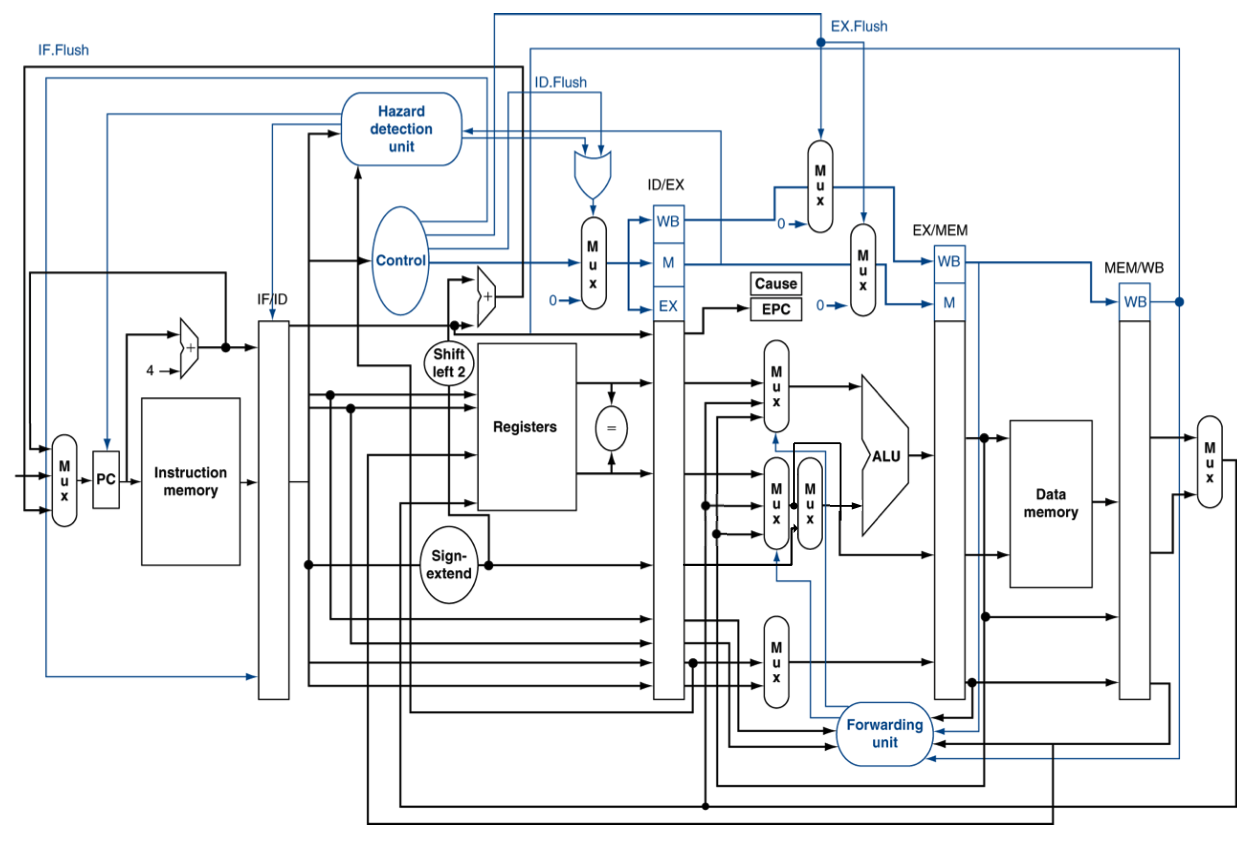 EX.Flush
IF.Flush
ID.Flush
Hazard
detection
unit
M
u
x
ID/EX
WB
0
M
u
x
M
u
x
EX/MEM
Control
M
WB
MEM/WB
Cause
0
EX
EPC
0
M
WB
IF/ID
+
+
4
Shift
left 2
M
u
x
Registers
=
M
u
x
PC
Instruction
memory
M
u
x
M
u
x
ALU
Data
memory
M
u
x
Sign-
extend
M
u
x
Forwarding
unit